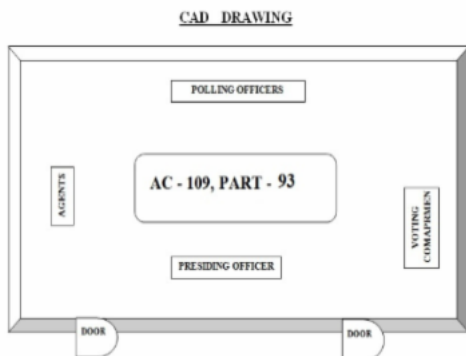 CAD DRAWING
POLLING OFFICERS
AC - 109, PART - 93
AGENTS
VOTING
COMAPRMEN
PRESIDING OFFICER
DOOR
DOOR